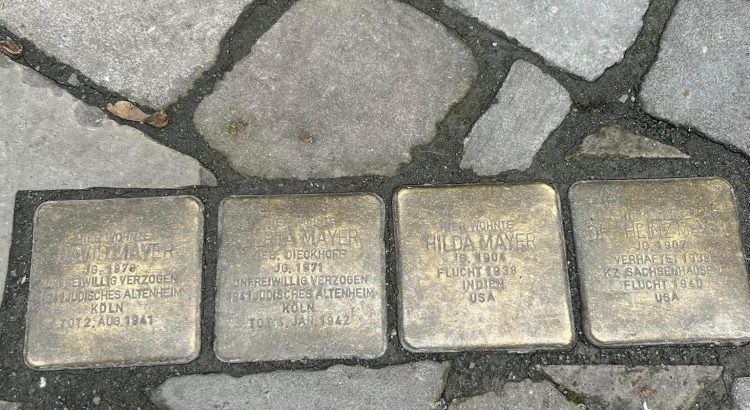 HIER WOHNTE
DAVID MAYER
JG. 1878
UNFREIWILLIG VERZOGEN
1941 JÜDISCHES ALTENHEIM
KÖLN
TOT 2. AUG. 1941
HIER WOHNTE
MAYER
GEB. DIECKHOFF
JG. 1871
UNFREIWILLIG VERZOGEN
1941 JÜDISCHES ALTENHEIM
KÖLN
TOT JAN. 1942
HIER WOHNTE
HILDA MAYER
JG. 1904
FLUCHT 1938
INDIEN
USA
HEINZ
JG. 1907
VERHAFTET 1938
KZ SACHSENHAUSEN
FLUCHT 1940
USA